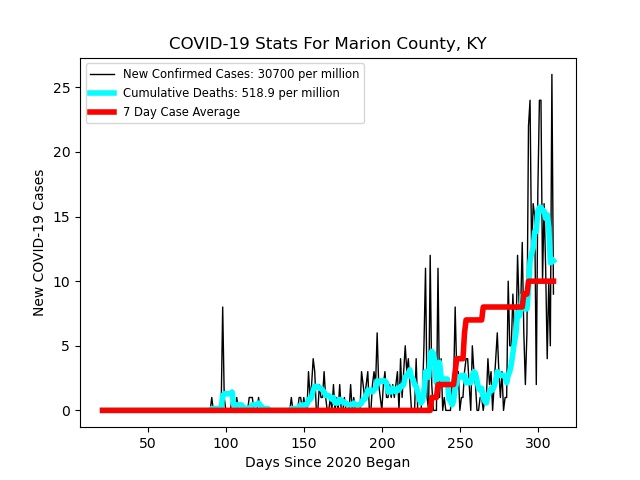 COVID-19 Stats For Marion County, KY
New Confirmed Cases: 30700 per million
Cumulative Deaths: 518.9 per million
7 Day Case Average
New COVID-19 Cases
25
20
15
10
5
0
50 100 150 200 250 300
Days Since 2020 Began